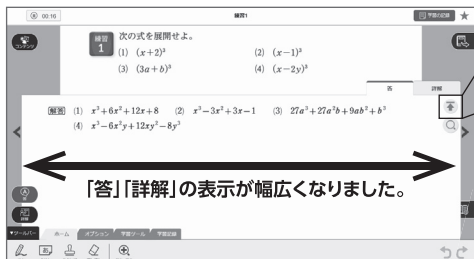 00:16
練習1
学習の記録
コンテンツ
練習 1 次の式を展開せよ。
(1) (x+2)³ (2) (x−1)³
(3) (3a+b)³ (4) (x−2y)³
答 詳解
解答 (1) x³+6x²+12x+8 (2) x³−3x²+3x−1 (3) 27a³+27a²b+9ab²+b³
(4) x³−6x²y+12xy²−8y³
「答」「詳解」の表示が幅広くなりました。
答
詳解
▼ツールバー ホーム オプション 学習ツール 学習記録